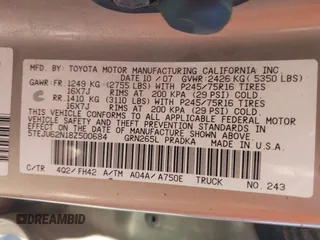 MFD. BY: TOYOTA MOTOR MANUFACTURING CALIFORNIA INC.
DATE 10/07 GVWR: 2426 KG( 5350 LBS)
GAWR: FR: 1249 KG (2755 LBS) WITH P245/75R16 TIRES
16X7J RIMS AT 200 KPA (29 PSI) COLD.
C RR: 1410 KG (3110 LBS) WITH P245/75R16 TIRES
16X7J RIMS AT 200 KPA (29 PSI) COLD.
THIS VEHICLE CONFORMS TO ALL APPLICABLE
FEDERAL MOTOR VEHICLE SAFETY STANDARDS
IN EFFECT ON THE DATE OF
MANUFACTURE SHOWN ABOVE.
5TEJU62N18Z500684 GRN265L PRADKA MADE IN U.S.A.
C/TR 4Q2/FH42 A/TM A04A/A750E TRUCK NO. 243
AUTOBIDMASTER